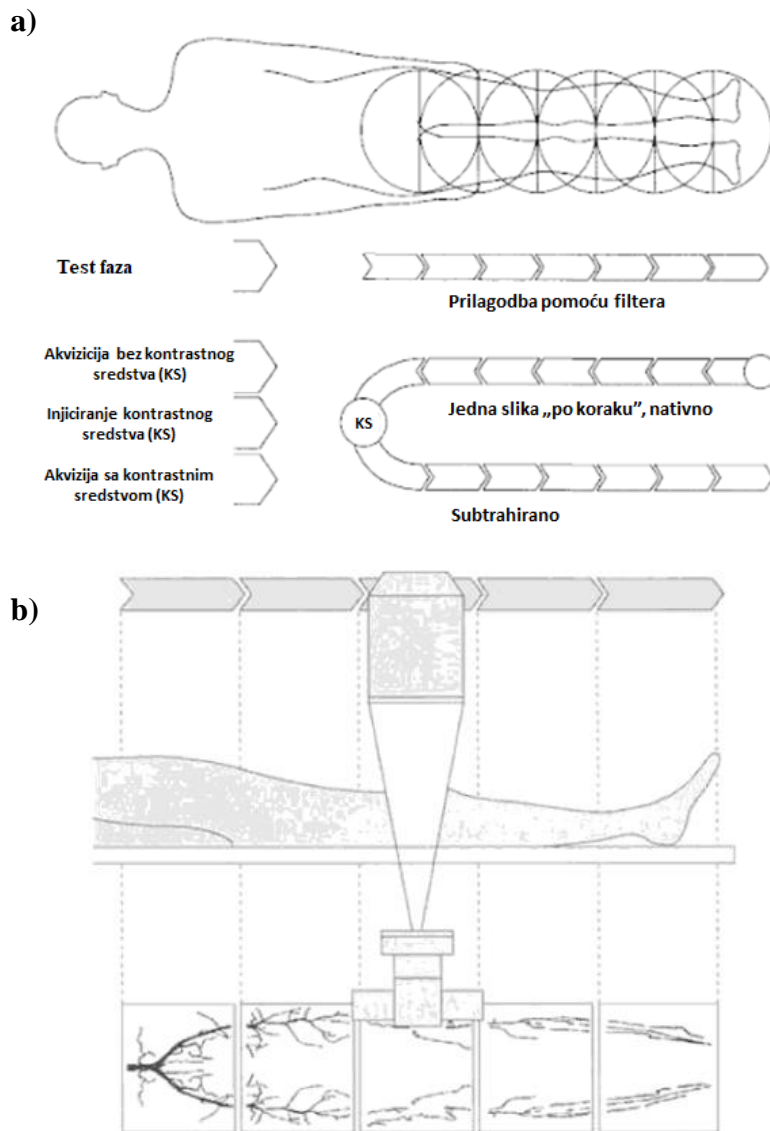 a)
Test faza
Prilagodba pomoću filtera
Akvizicija bez kontrastnog
sredstva (KS)
Jedna slika „po koraku”, nativno
Injiciranje kontrastnog
sredstva (KS)
KS
Akvizija sa kontrastnim
sredstvom (KS)
Subtrahirano
b)